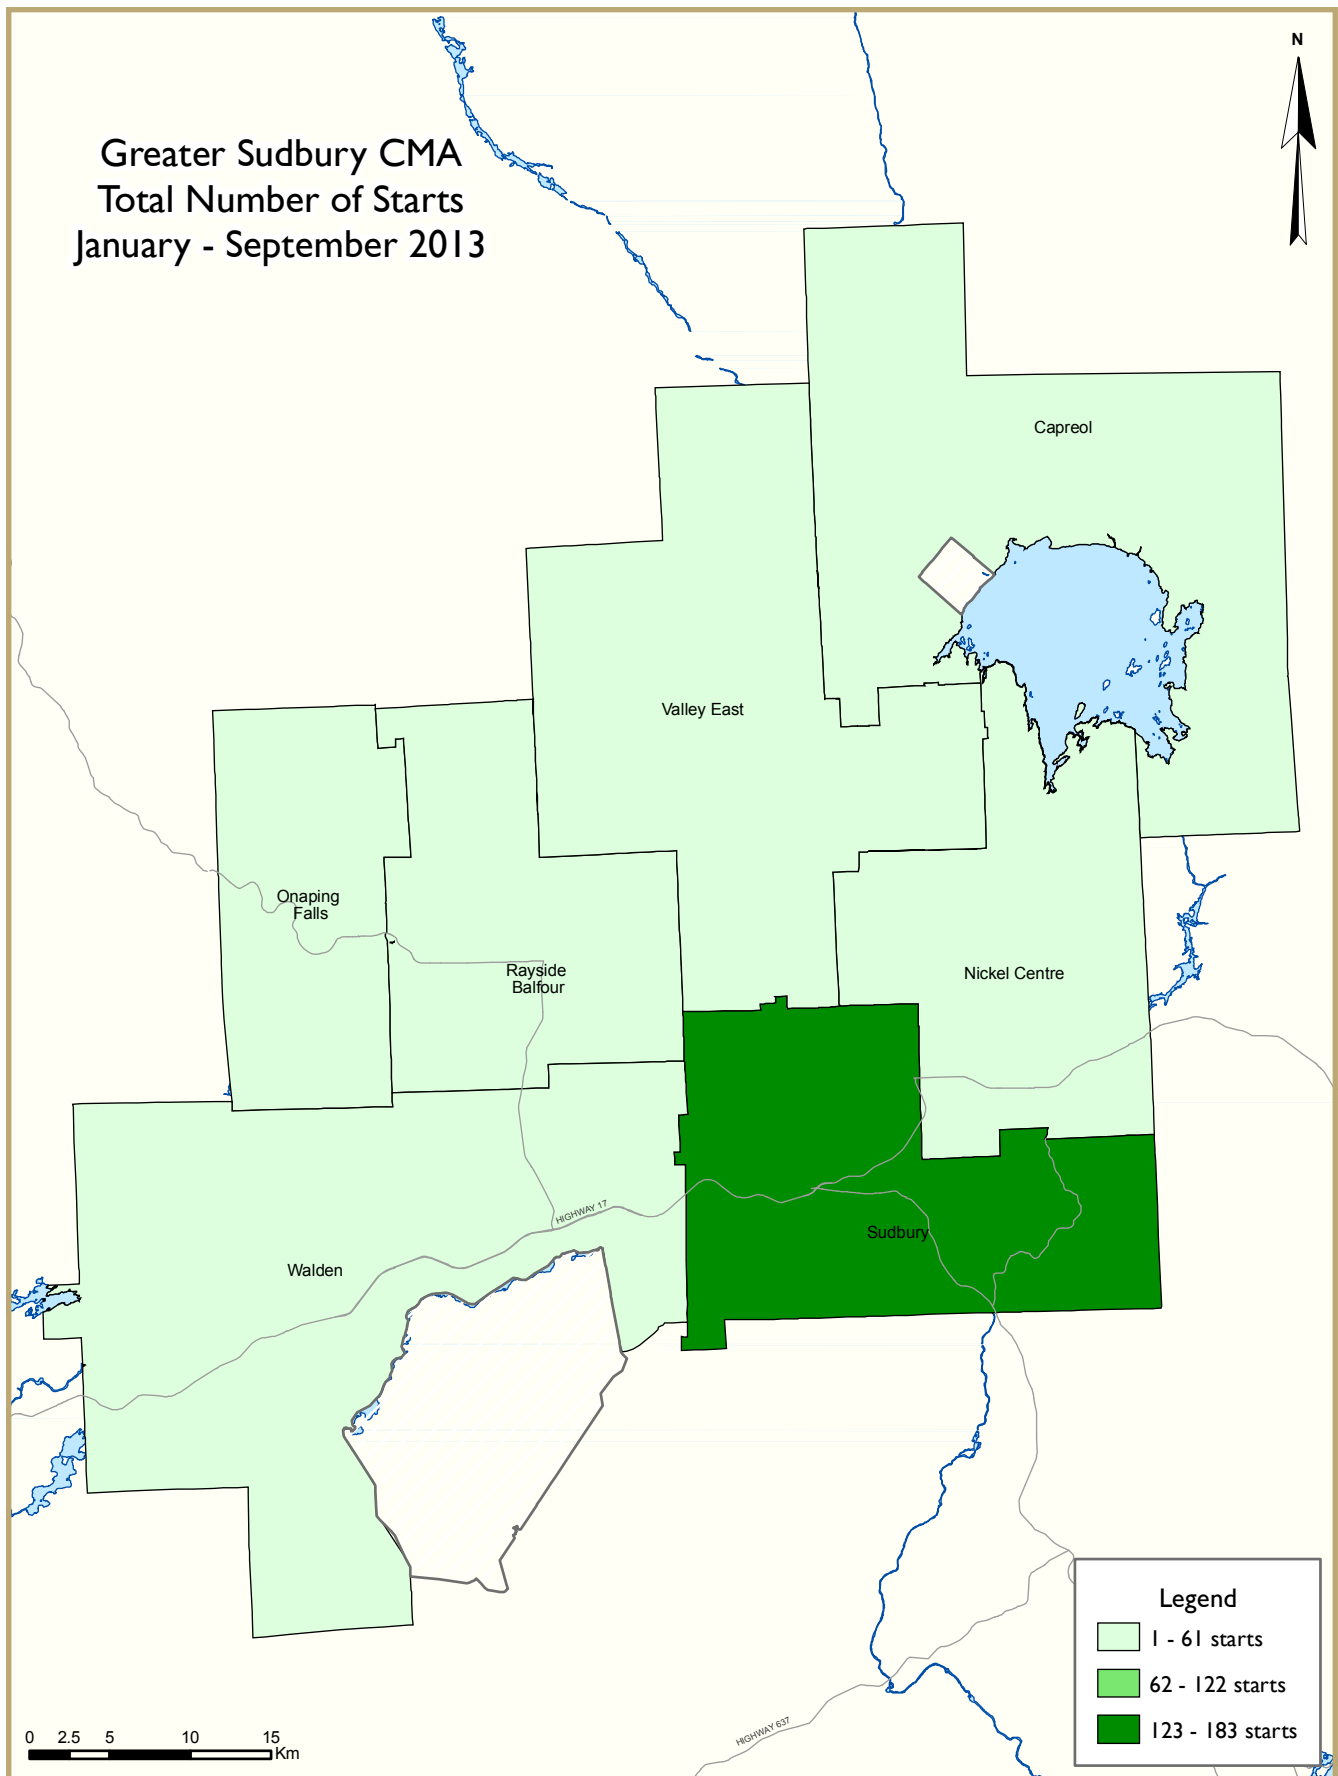 N
Greater Sudbury CMA
Total Number of Starts
January - September 2013
Capreol
Valley East
Onaping
Falls
Rayside
Balfour
Nickel Centre
HIGHWAY 17
Sudbury
Walden
Legend
1 - 61 starts
62 - 122 starts
123 - 183 starts
HIGHWAY 637
0 2.5 5 10 15
Km